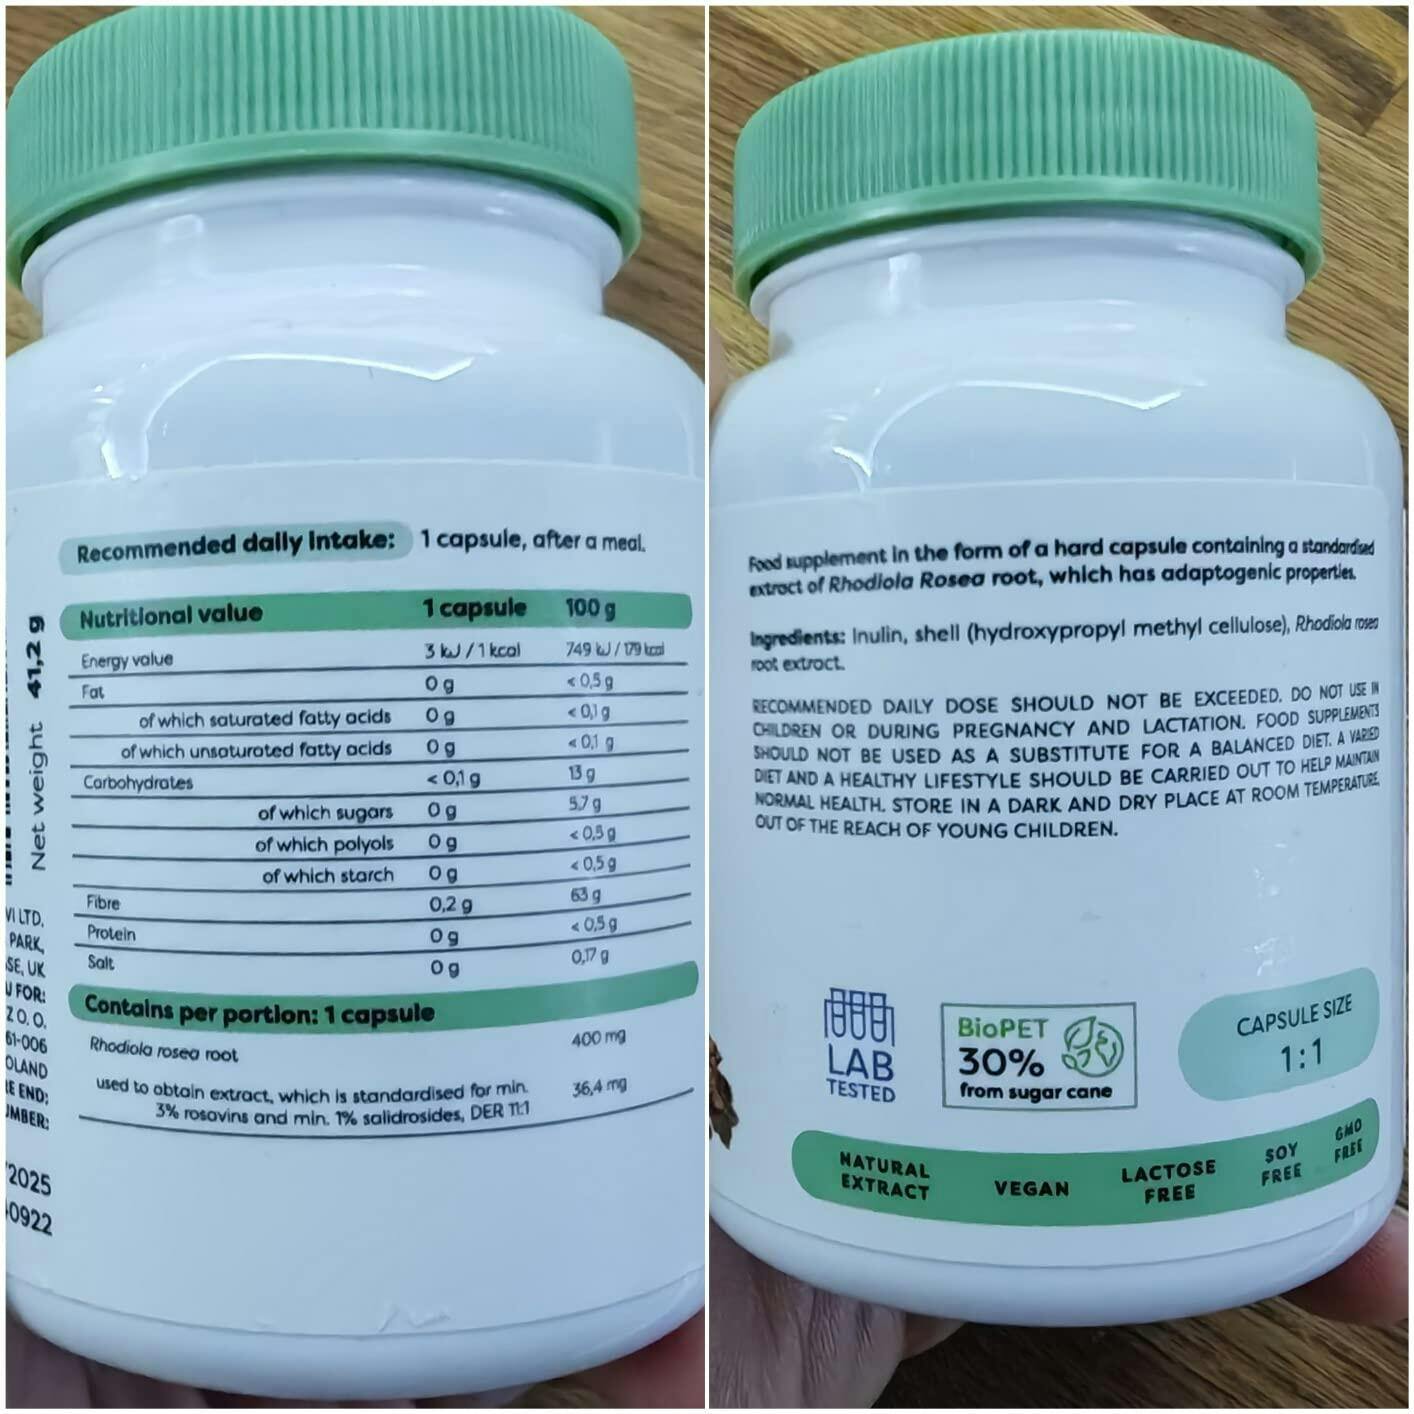 Recommended daily intake: 1 capsule, after a meal.
Nutritional value 1 capsule 100 g
Energy value 3 kJ / 1 kcal 749 kJ / 179 kcal
Fat 0 g < 0,5 g
of which saturated fatty acids 0 g < 0,1 g
of which unsaturated fatty acids 0 g < 0,1 g
Carbohydrates < 0,1 g 13 g
of which sugars 0 g 5,7 g
of which polyols 0 g < 0,5 g
of which starch 0 g < 0,5 g
Fibre 0,2 g 63 g
Protein 0 g < 0,5 g
Salt 0 g 0,17 g
Contains per portion: 1 capsule
Rhodiola rosea root 400 mg
used to obtain extract, which is standardised for min. 36,4 mg
3% rosavins and min. 1% salidrosides, DER 11:1
Net weight 41,2 g
VI LTD.
PARK,
SE, UK
U FOR:
Z O. O.
61-006
OLAND
E END;
MBER:
2025
0922
Food supplement in the form of a hard capsule containing a standardised
extract of Rhodiola Rosea root, which has adaptogenic properties.
Ingredients: Inulin, shell (hydroxypropyl methyl cellulose), Rhodiola rosea
root extract.
RECOMMENDED DAILY DOSE SHOULD NOT BE EXCEEDED. DO NOT USE IN
CHILDREN OR DURING PREGNANCY AND LACTATION. FOOD SUPPLEMENTS
SHOULD NOT BE USED AS A SUBSTITUTE FOR A BALANCED DIET. A VARIED
DIET AND A HEALTHY LIFESTYLE SHOULD BE CARRIED OUT TO HELP MAINTAIN
NORMAL HEALTH. STORE IN A DARK AND DRY PLACE AT ROOM TEMPERATURE,
OUT OF THE REACH OF YOUNG CHILDREN.
LAB
TESTED
BioPET
30%
from sugar cane
CAPSULE SIZE
1:1
NATURAL
EXTRACT
VEGAN
LACTOSE
FREE
SOY
FREE
GMO
FREE